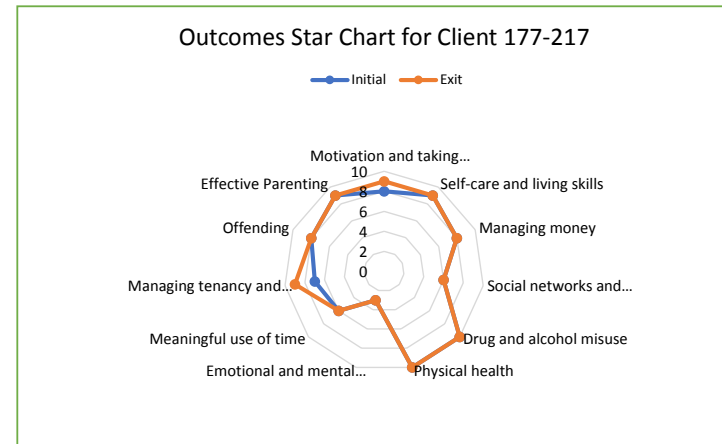 Outcomes Star Chart for Client 177-217
Initial Exit
Motivation and taking...
10
Effective Parenting
8
Self-care and living skills
6
Offending
Managing money
4
2
Managing tenancy and ...
0
Social networks and...
Meaningful use of time
Drug and alcohol misuse
Emotional and mental...
Physical health